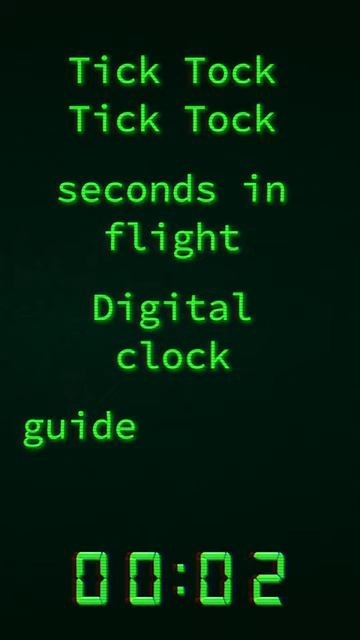 Tick Tock
Tick Tock
seconds in
flight
Digital
clock
guide
00:02